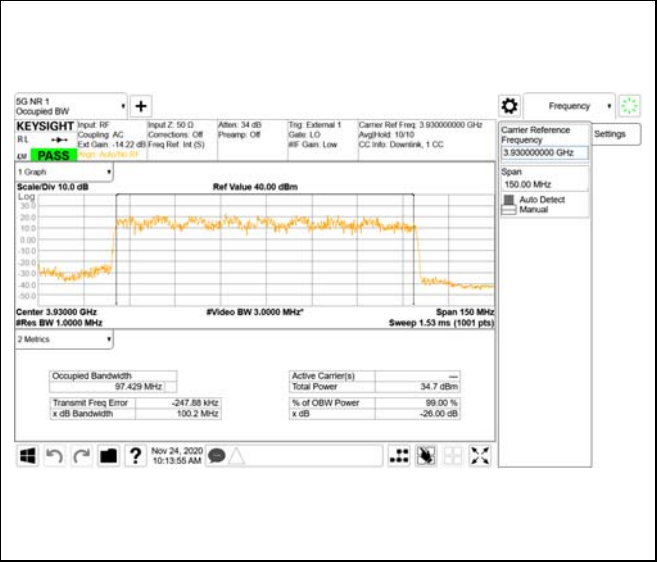 5G NR 1
Occupied BW
Frequency
KEYSIGHT Input: RF Input Z: 50 Ω Atten: 34 dB Trig: External 1 Carrier Ref Freq: 3.930000000 GHz
R L Coupling: AC Corrections: Off Preamp: Off Gate: LO Avg|Hold: 10/10
Ext Gain: -14.22 dB Freq Ref: Int (S) #IF Gain: Low CC Info: Downlink, 1 CC
PASS Align: Auto/No RF
Carrier Reference
Frequency
3.930000000 GHz
Settings
Span
150.00 MHz
Auto Detect
Manual
1 Graph
Scale/Div 10.0 dB Ref Value 40.00 dBm
Log
30.0
20.0
10.0
0.00
-10.0
-20.0
-30.0
-40.0
-50.0
Center 3.93000 GHz #Video BW 3.0000 MHz* Span 150 MHz
#Res BW 1.0000 MHz Sweep 1.53 ms (1001 pts)
2 Metrics
Occupied Bandwidth
97.429 MHz
Transmit Freq Error -247.88 kHz
x dB Bandwidth 100.2 MHz
Active Carrier(s) —
Total Power 34.7 dBm
% of OBW Power 99.00 %
x dB -26.00 dB
Nov 24, 2020
10:13:55 AM